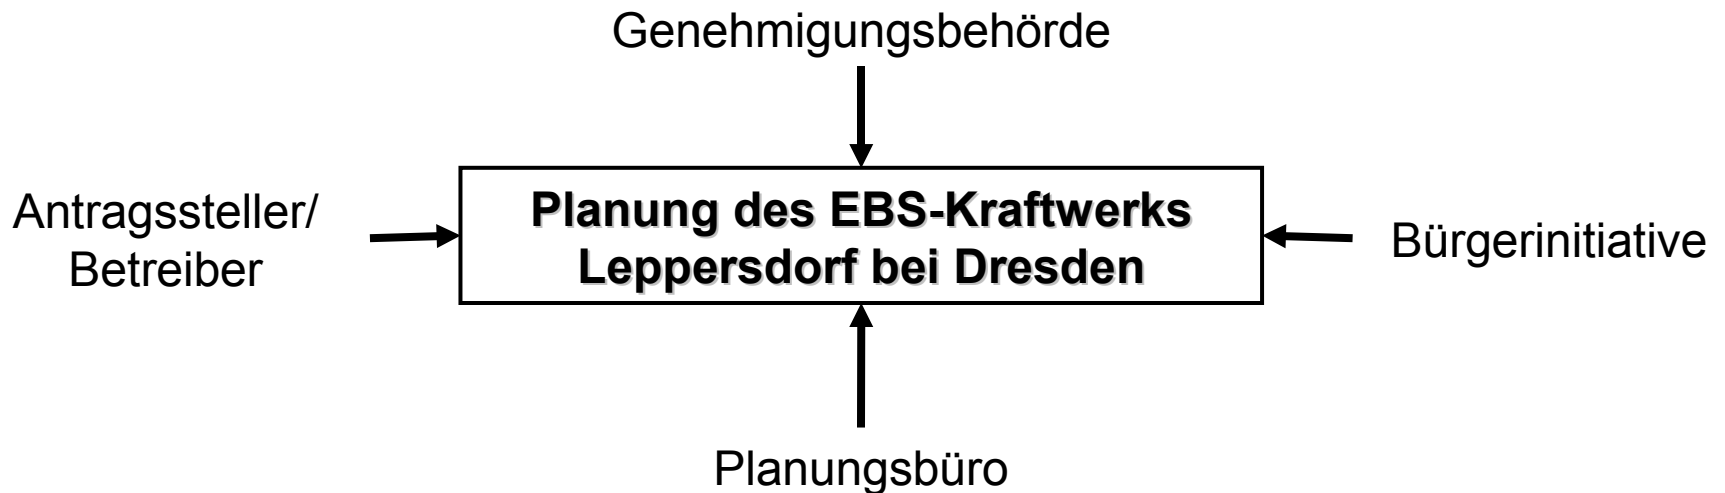 Genehmigungsbehörde
Antragssteller/
Betreiber
Planung des EBS-Kraftwerks
Leppersdorf bei Dresden
Bürgerinitiative
Planungsbüro